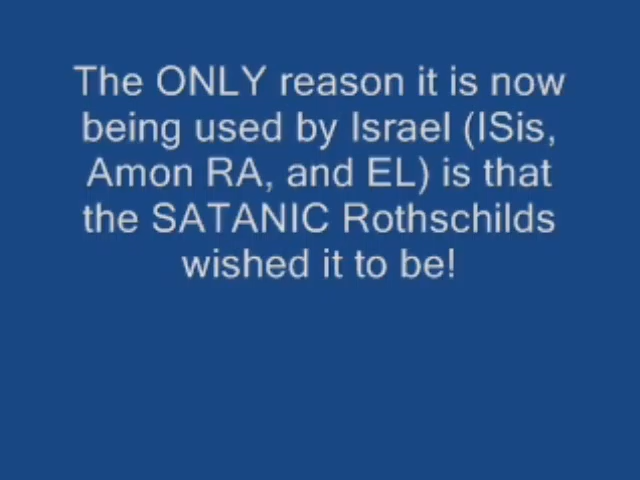 The ONLY reason it is now
being used by Israel (ISis,
Amon RA, and EL) is that
the SATANIC Rothschilds
wished it to be!